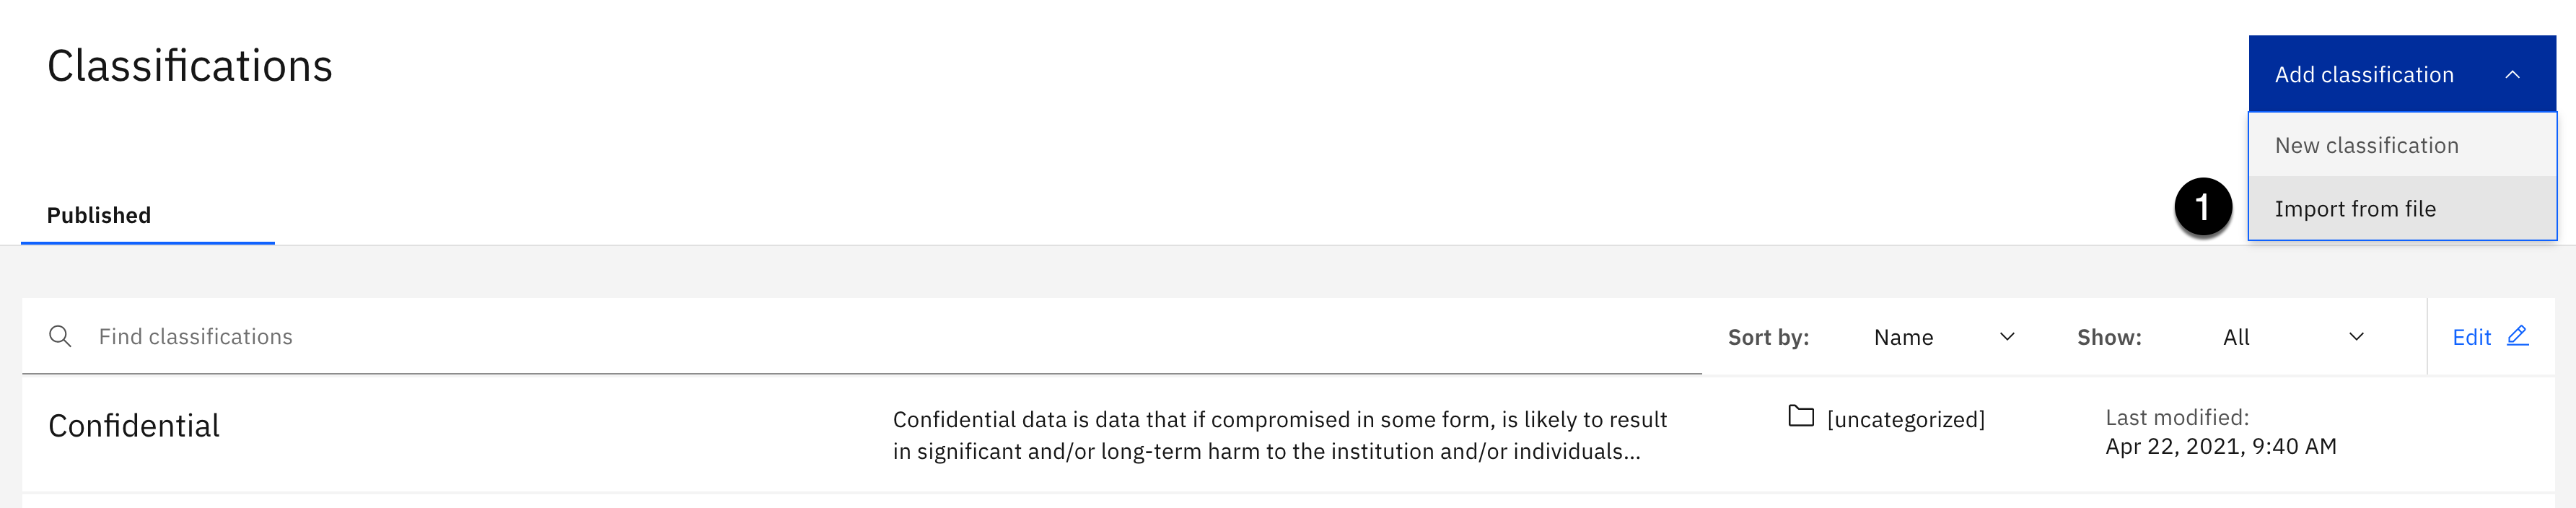 Classifications
Add classification
New classification
1
Import from file
Published
Find classifications
Sort by: Name
Show: All
Edit
Confidential
Confidential data is data that if compromised in some form, is likely to result
in significant and/or long-term harm to the institution and/or individuals...
[uncategorized]
Last modified:
Apr 22, 2021, 9:40 AM